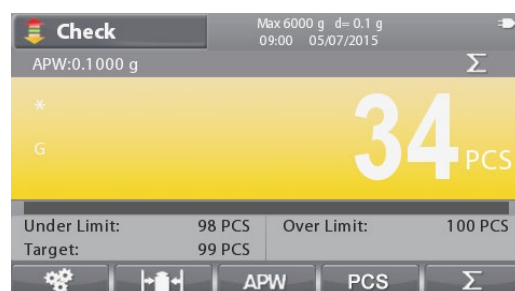 Check
Max 6000 g d= 0.1 g
09:00 05/07/2015
APW:0.1000 g
Σ
*
G
34 PCS
Under Limit: 98 PCS Over Limit: 100 PCS
Target: 99 PCS
APW PCS Σ